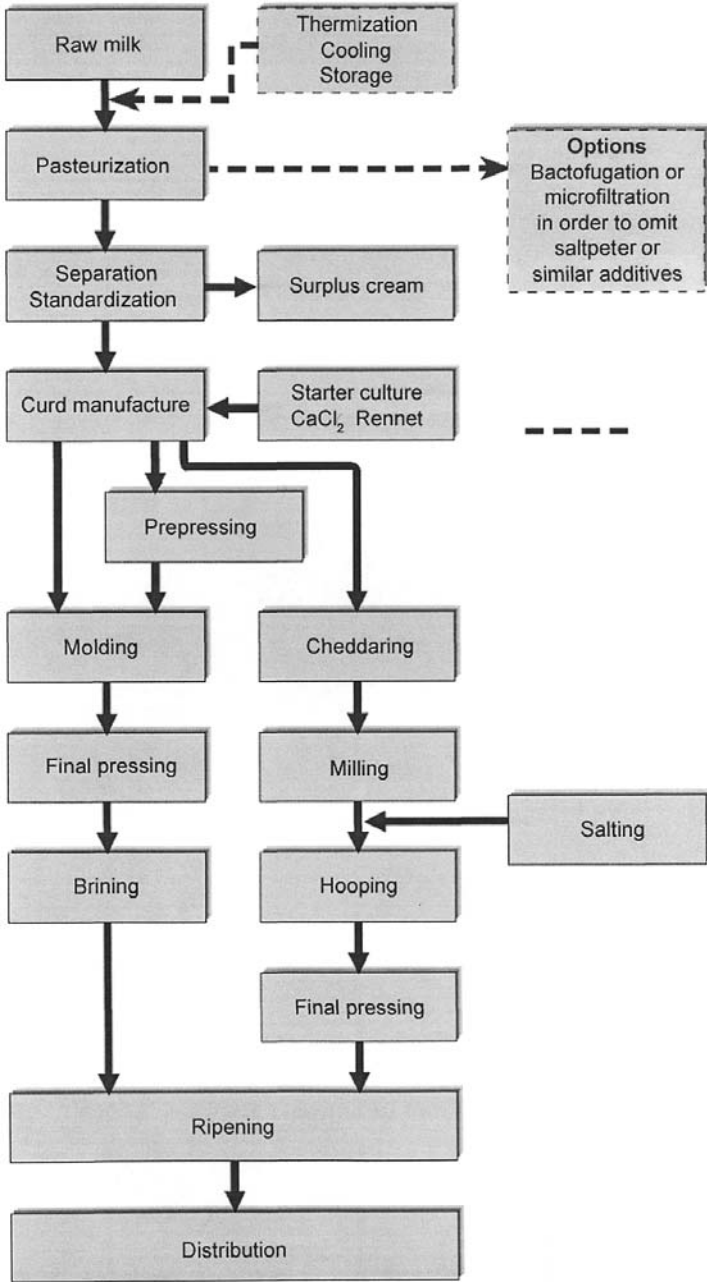 Raw milk
Thermization
Cooling
Storage
Pasteurization
Options
Bactofugation or
microfiltration
in order to omit
saltpeter or
similar additives
Separation
Standardization
Surplus cream
Curd manufacture
Starter culture
CaCl₂ Rennet
Prepressing
Molding
Cheddaring
Final pressing
Milling
Salting
Brining
Hooping
Final pressing
Ripening
Distribution